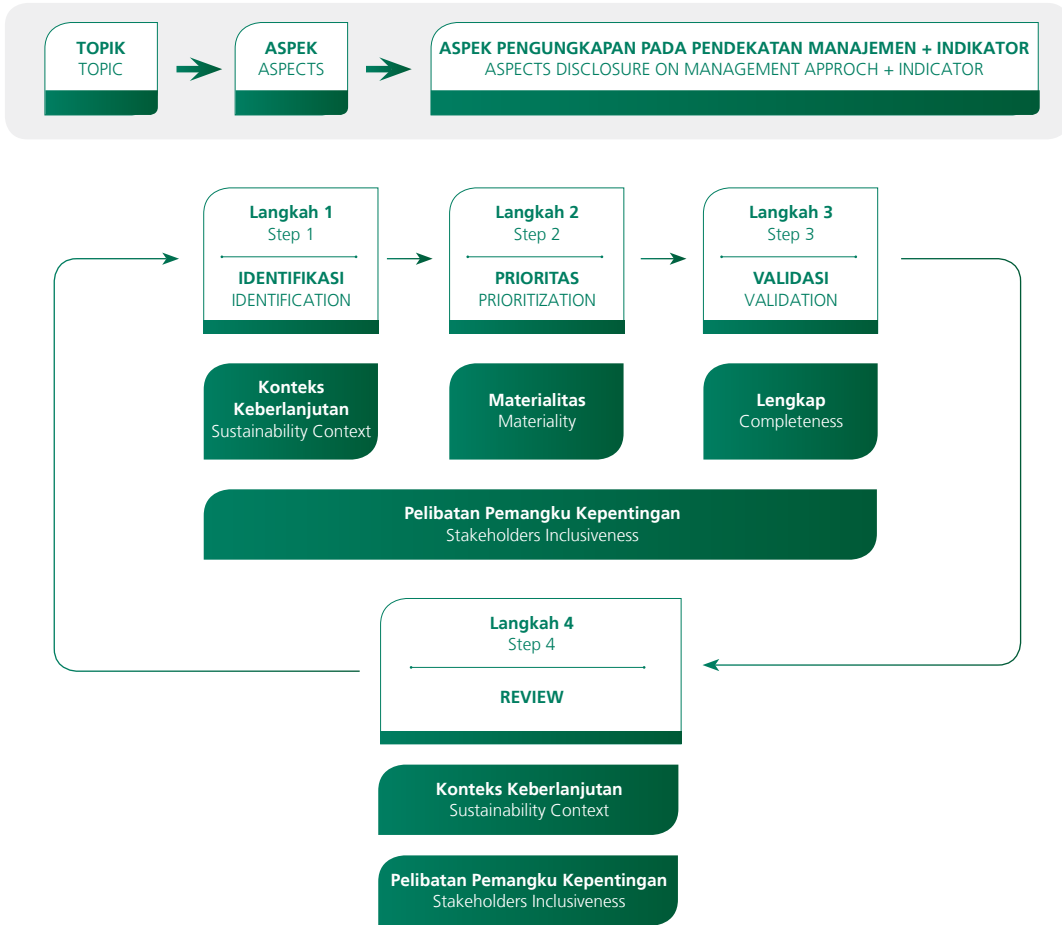 TOPIK
TOPIC
ASPEK
ASPECTS
ASPEK PENGUNGKAPAN PADA PENDEKATAN MANAJEMEN + INDIKATOR
ASPECTS DISCLOSURE ON MANAGEMENT APPROCH + INDICATOR
Langkah 1
Step 1
IDENTIFIKASI
IDENTIFICATION
Langkah 2
Step 2
PRIORITAS
PRIORITIZATION
Langkah 3
Step 3
VALIDASI
VALIDATION
Konteks
Keberlanjutan
Sustainability Context
Materialitas
Materiality
Lengkap
Completeness
Pelibatan Pemangku Kepentingan
Stakeholders Inclusiveness
Langkah 4
Step 4
REVIEW
Konteks Keberlanjutan
Sustainability Context
Pelibatan Pemangku Kepentingan
Stakeholders Inclusiveness